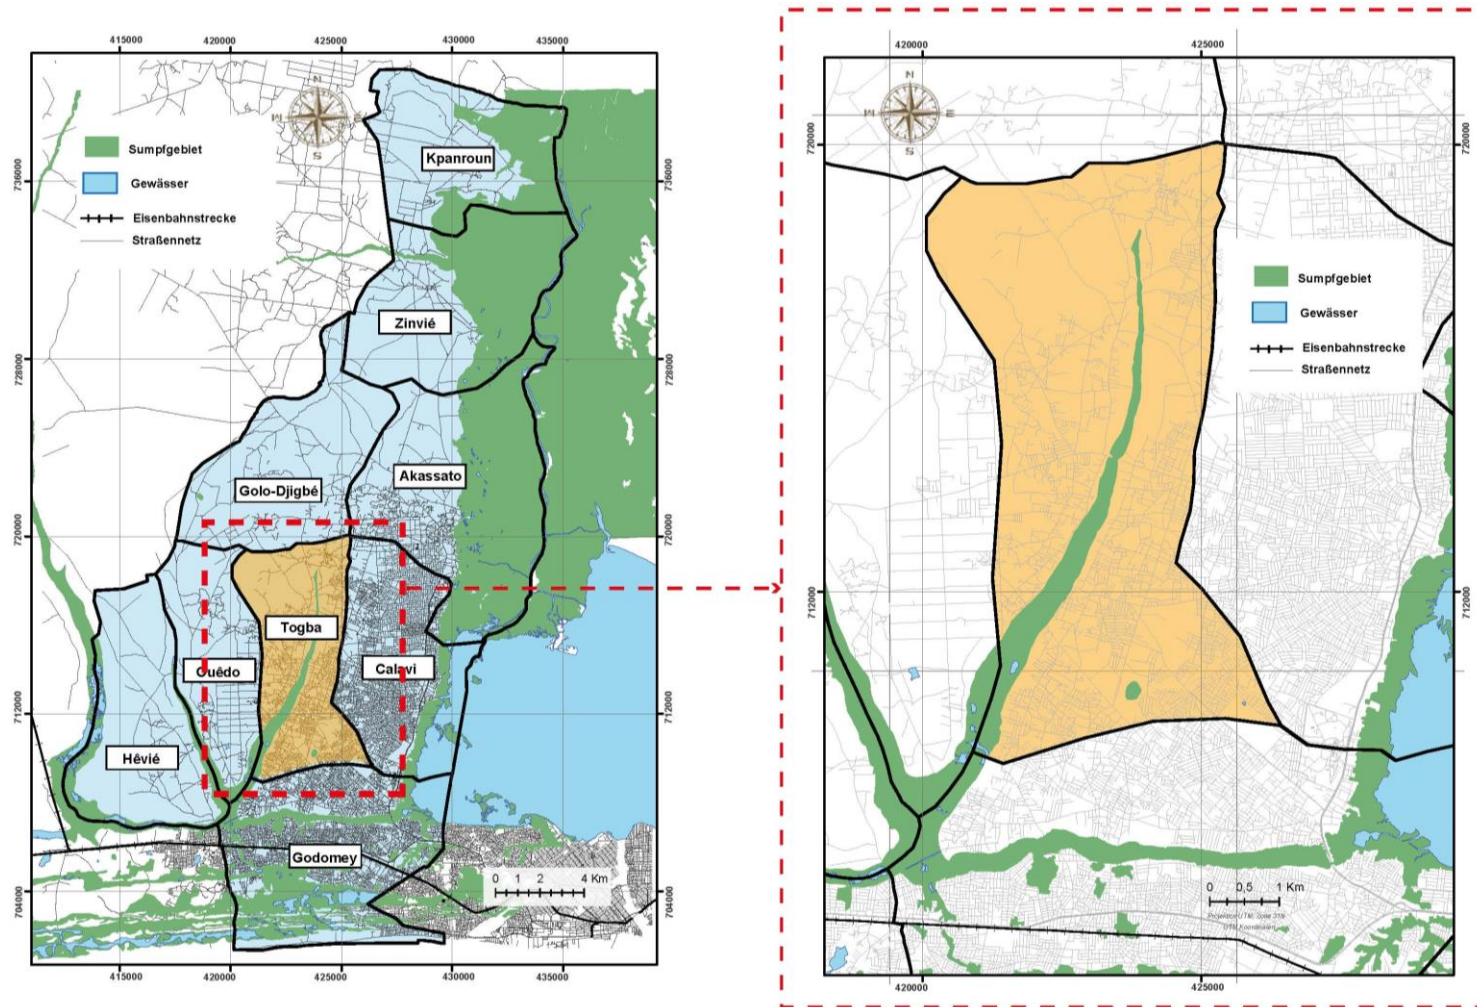 415000 420000 425000 430000 435000
N
E
S
Sumpfgebiet
Gewässer
Eisenbahnstrecke
Straßennetz
736000
728000
720000
712000
704000
Kpanroun
Zinvié
Akassato
Golo-Djigbé
Togba
Ouêdo
Calavi
Hêvié
Godomey
0 1 2 4 Km
736000
728000
720000
712000
704000
415000 420000 425000 430000 435000
420000 425000
N
E
S
720000
712000
Sumpfgebiet
Gewässer
Eisenbahnstrecke
Straßennetz
720000
712000
0 0,5 1 Km
UTM Koordinaten
420000 425000